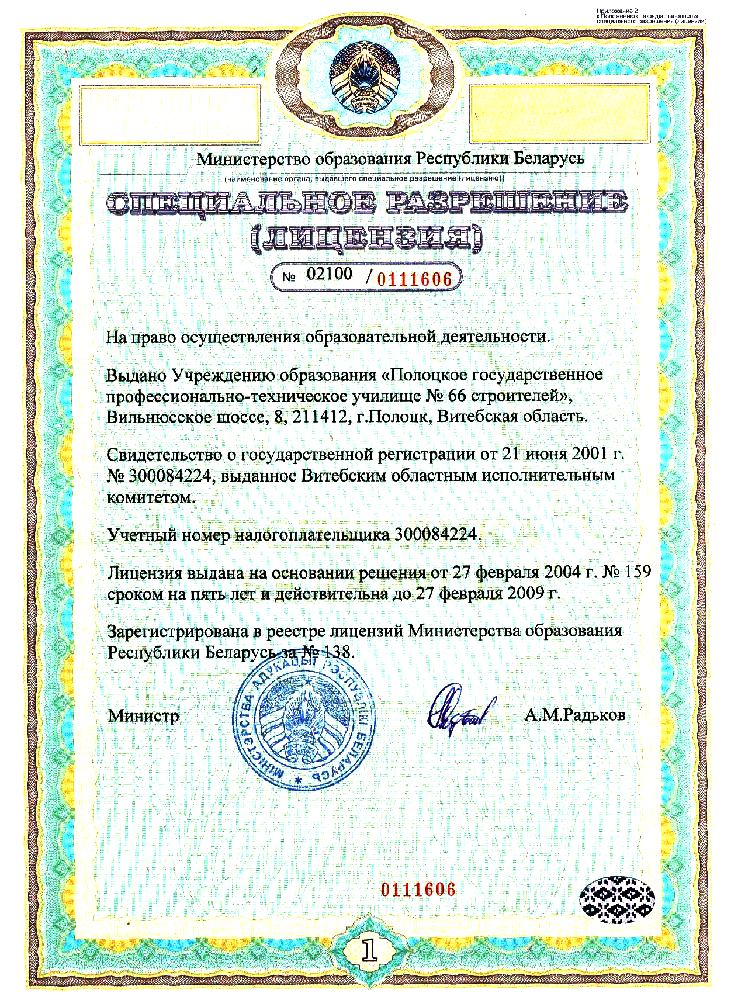 Приложение 2
к Положению о порядке заполнения
специального разрешения (лицензии)
РЭСПУБЛІКА
БЕЛАРУСЬ
Министерство образования Республики Беларусь
(наименование органа, выдавшего специальное разрешение (лицензию))
СПЕЦИАЛЬНОЕ РАЗРЕШЕНИЕ
(ЛИЦЕНЗИЯ)
№ 02100 / 0111606
На право осуществления образовательной деятельности.
Выдано Учреждению образования «Полоцкое государственное
профессионально-техническое училище № 66 строителей»,
Вильнюсское шоссе, 8, 211412, г.Полоцк, Витебская область.
Свидетельство о государственной регистрации от 21 июня 2001 г.
№ 300084224, выданное Витебским областным исполнительным
комитетом.
Учетный номер налогоплательщика 300084224.
Лицензия выдана на основании решения от 27 февраля 2004 г. № 159
сроком на пять лет и действительна до 27 февраля 2009 г.
Зарегистрирована в реестре лицензий Министерства образования
Республики Беларусь за № 138.
МІНІСТЭРСТВА АДУКАЦЫІ РЭСПУБЛІКІ БЕЛАРУСЬ *
РЭСПУБЛІКА
БЕЛАРУСЬ
Министр А.М.Радьков
0111606
1